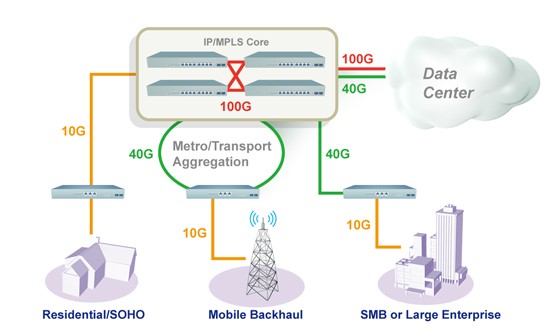 IP/MPLS Core
100G
100G
40G
Data
Center
10G
40G
Metro/Transport
Aggregation
40G
10G
10G
Residential/SOHO
Mobile Backhaul
SMB or Large Enterprise